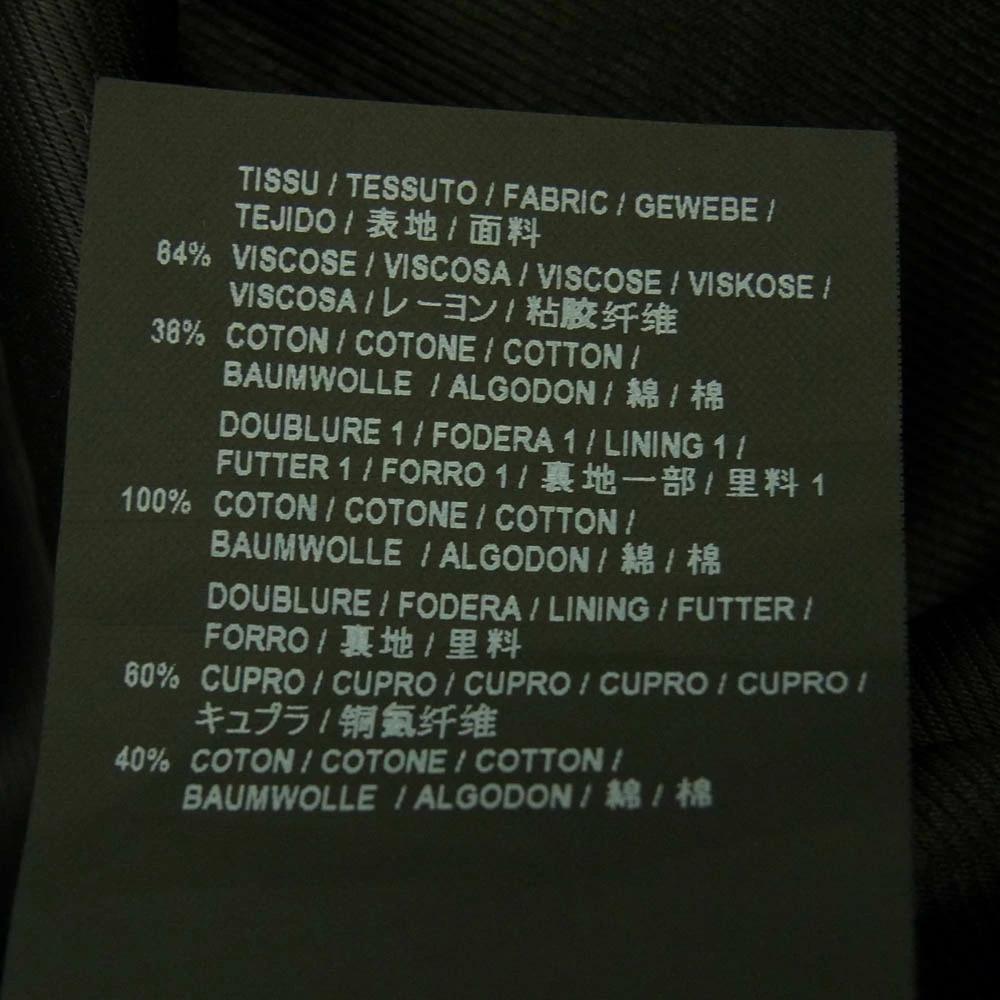 TISSU / TESSUTO / FABRIC / GEWEBE /
TEJIDO / 表地 / 面料
64% VISCOSE / VISCOSA / VISCOSE / VISKOSE /
VISCOSA / レーヨン / 粘胶纤维
36% COTON / COTONE / COTTON /
BAUMWOLLE / ALGODON / 綿 / 棉
DOUBLURE 1 / FODERA 1 / LINING 1 /
FUTTER 1 / FORRO 1 / 裏地一部 / 里料 1
100% COTON / COTONE / COTTON /
BAUMWOLLE / ALGODON / 綿 / 棉
DOUBLURE / FODERA / LINING / FUTTER /
FORRO / 裏地 / 里料
60% CUPRO / CUPRO / CUPRO / CUPRO / CUPRO /
キュプラ / 铜氨纤维
40% COTON / COTONE / COTTON /
BAUMWOLLE / ALGODON / 綿 / 棉